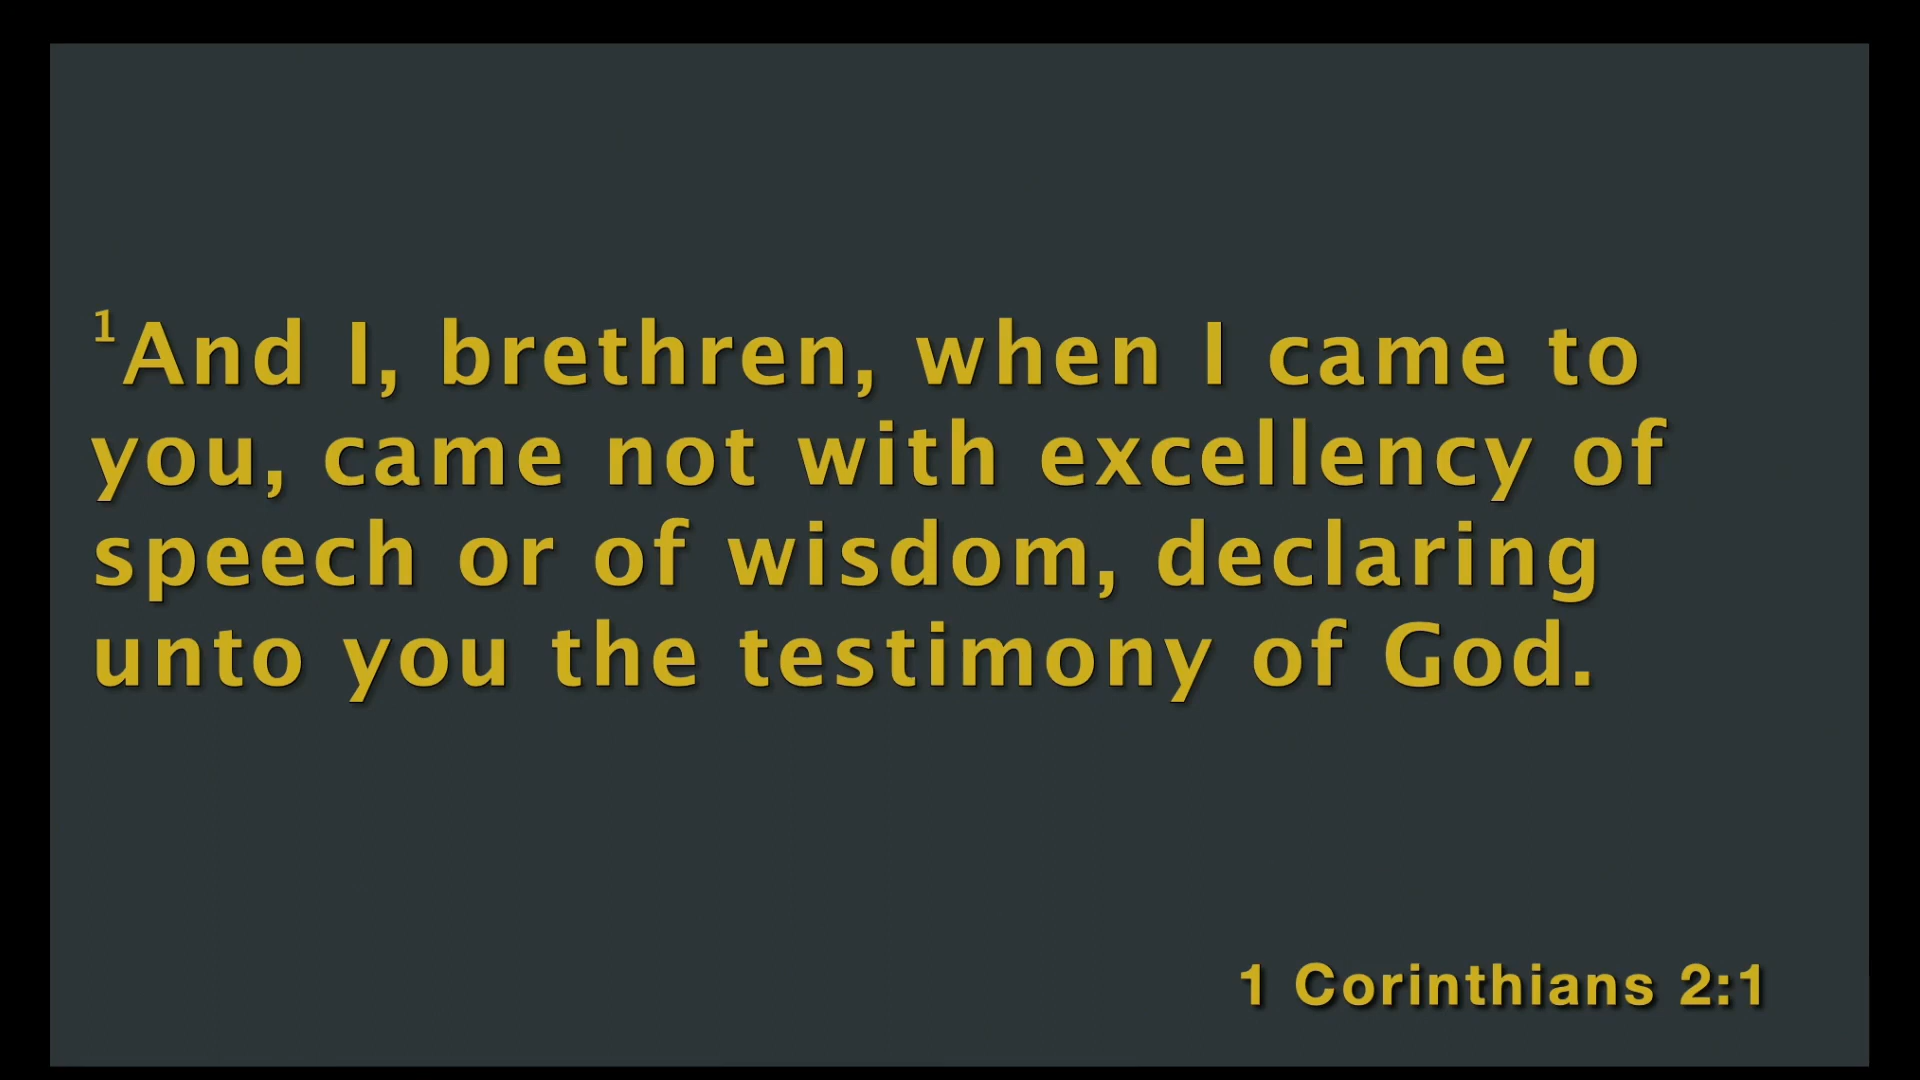 1And I, brethren, when I came to
you, came not with excellency of
speech or of wisdom, declaring
unto you the testimony of God.
1 Corinthians 2:1